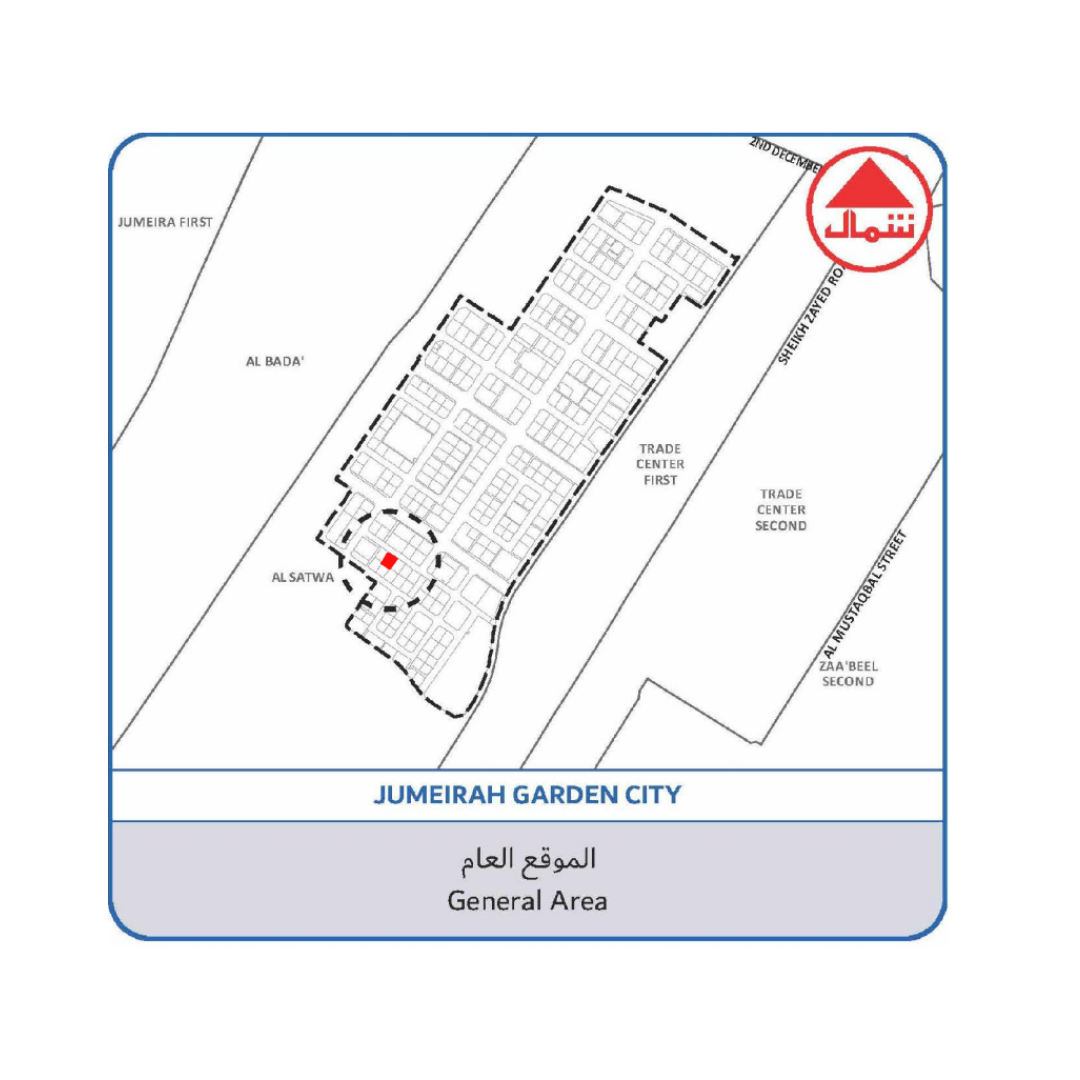 2ND DECEMBE
شمال
JUMEIRA FIRST
SHEIKH ZAYED RO
AL BADA'
TRADE
CENTER
FIRST
TRADE
CENTER
SECOND
AL SATWA
AL MUSTAQBAL STREET
ZAA'BEEL
SECOND
JUMEIRAH GARDEN CITY
الموقع العام
General Area